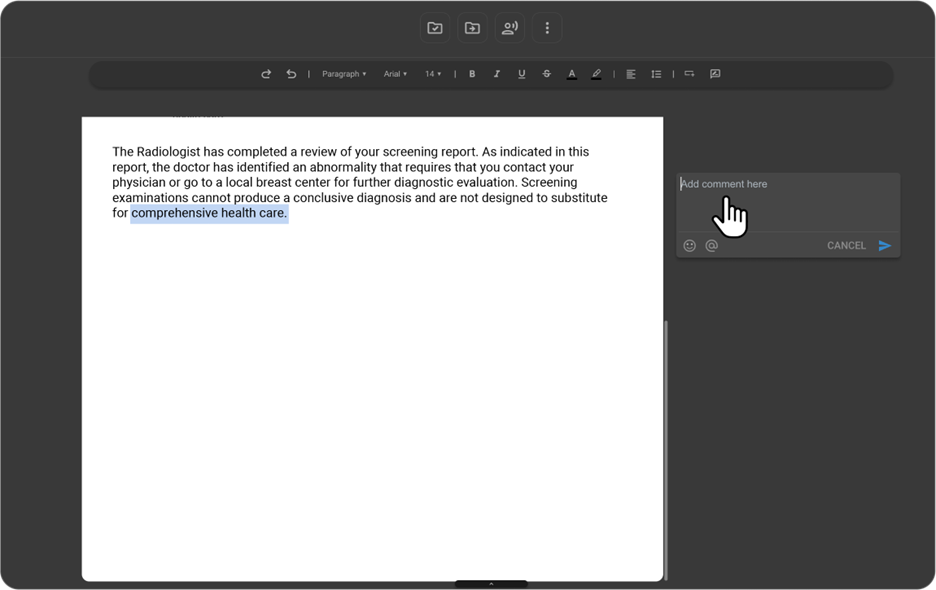 Paragraph Arial 14 B I U S A
The Radiologist has completed a review of your screening report. As indicated in this
report, the doctor has identified an abnormality that requires that you contact your
physician or go to a local breast center for further diagnostic evaluation. Screening
examinations cannot produce a conclusive diagnosis and are not designed to substitute
for comprehensive health care.
Add comment here
CANCEL